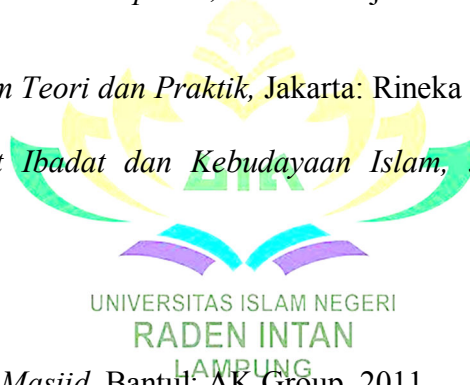 m Teori dan Praktik, Jakarta: Rineka
t Ibadat dan Kebudayaan Islam,
UNIVERSITAS ISLAM NEGERI
RADEN INTAN
LAMPUNG
Masjid, Bantul: AK Group, 2011